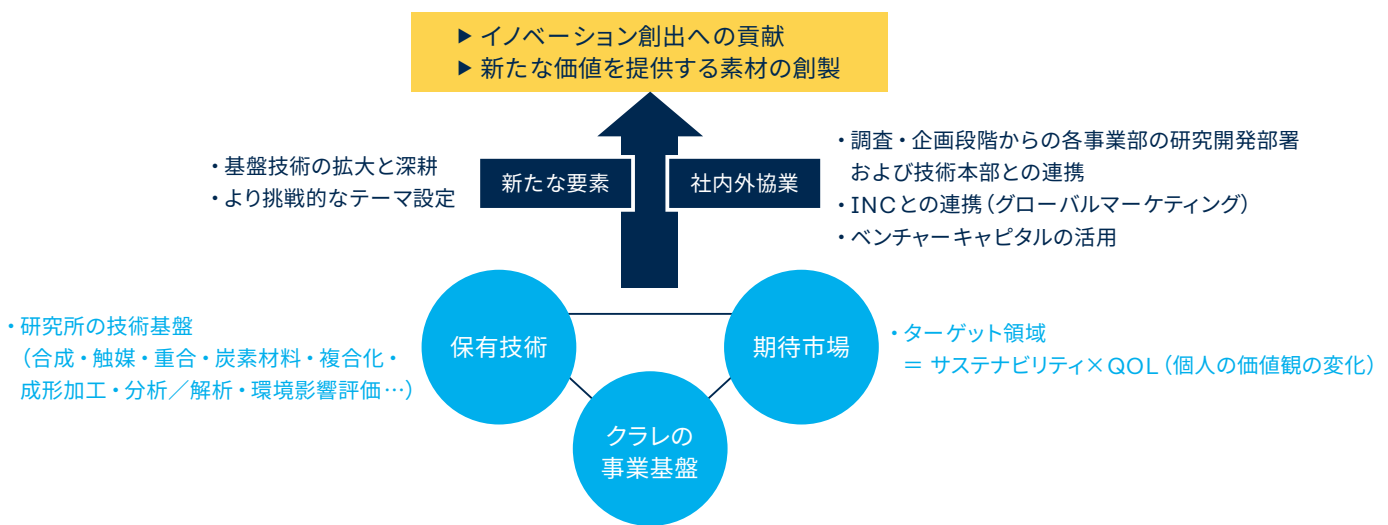 ▶ イノベーション創出への貢献
▶ 新たな価値を提供する素材の創製
・基盤技術の拡大と深耕
・より挑戦的なテーマ設定
新たな要素
社内外協業
・調査・企画段階からの各事業部の研究開発部署
および技術本部との連携
・INCとの連携（グローバルマーケティング）
・ベンチャーキャピタルの活用
・研究所の技術基盤
（合成・触媒・重合・炭素材料・複合化・
成形加工・分析／解析・環境影響評価…）
保有技術
期待市場
・ターゲット領域
＝ サステナビリティ×QOL（個人の価値観の変化）
クラレの
事業基盤